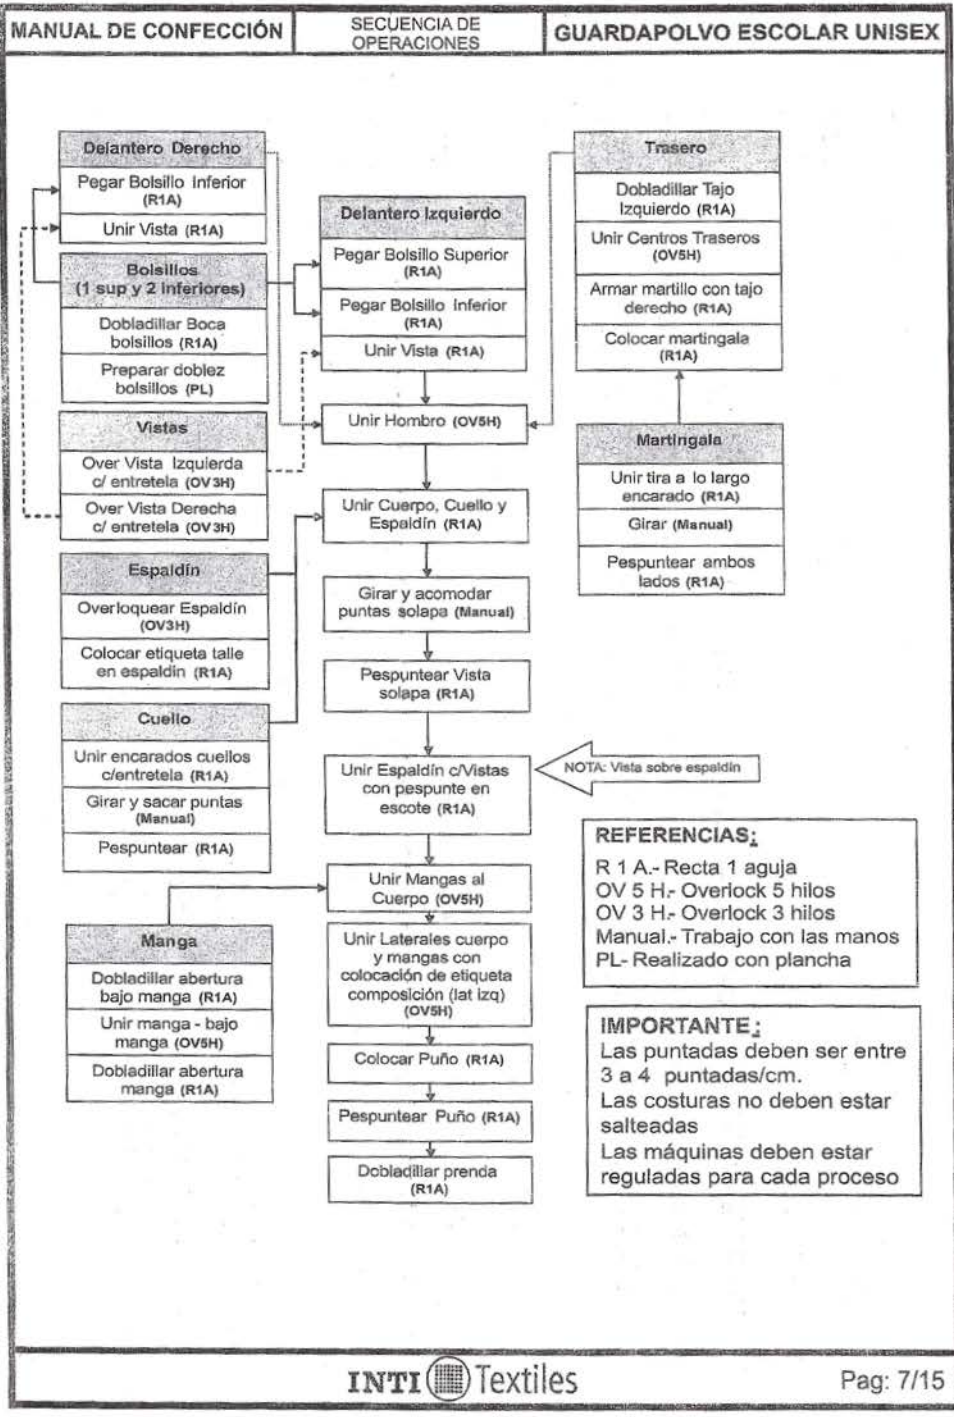 MANUAL DE CONFECCIÓN
SECUENCIA DE
OPERACIONES
GUARDAPOLVO ESCOLAR UNISEX
Delantero Derecho
Pegar Bolsillo Inferior
(R1A)
Unir Vista (R1A)
Bolsillos
(1 sup y 2 inferiores)
Dobladillar Boca
bolsillos (R1A)
Preparar doblez
bolsillos (PL)
Vistas
Over Vista Izquierda
c/ entretela (OV3H)
Over Vista Derecha
c/ entretela (OV3H)
Espaldín
Overloquear Espaldín
(OV3H)
Colocar etiqueta talle
en espaldín (R1A)
Cuello
Unir encarados cuellos
c/entretela (R1A)
Girar y sacar puntas
(Manual)
Pespuntear (R1A)
Manga
Dobladillar abertura
bajo manga (R1A)
Unir manga - bajo
manga (OV5H)
Dobladillar abertura
manga (R1A)
Delantero Izquierdo
Pegar Bolsillo Superior
(R1A)
Pegar Bolsillo Inferior
(R1A)
Unir Vista (R1A)
Unir Hombro (OV5H)
Unir Cuerpo, Cuello y
Espaldín (R1A)
Girar y acomodar
puntas solapa (Manual)
Pespuntear Vista
solapa (R1A)
Unir Espaldín c/Vistas
con pespunte en
escote (R1A)
Unir Mangas al
Cuerpo (OV5H)
Unir Laterales cuerpo
y mangas con
colocación de etiqueta
composición (lat izq)
(OV5H)
Colocar Puño (R1A)
Pespuntear Puño (R1A)
Dobladillar prenda
(R1A)
Trasero
Dobladillar Tajo
Izquierdo (R1A)
Unir Centros Traseros
(OV5H)
Armar martillo con tajo
derecho (R1A)
Colocar martingala
(R1A)
Martingala
Unir tira a lo largo
encarado (R1A)
Girar (Manual)
Pespuntear ambos
lados (R1A)
NOTA: Vista sobre espaldin
REFERENCIAS:
R 1 A.- Recta 1 aguja
OV 5 H.- Overlock 5 hilos
OV 3 H.- Overlock 3 hilos
Manual.- Trabajo con las manos
PL- Realizado con plancha
IMPORTANTE:
Las puntadas deben ser entre
3 a 4 puntadas/cm.
Las costuras no deben estar
salteadas
Las máquinas deben estar
reguladas para cada proceso
INTI Textiles
Pag: 7/15